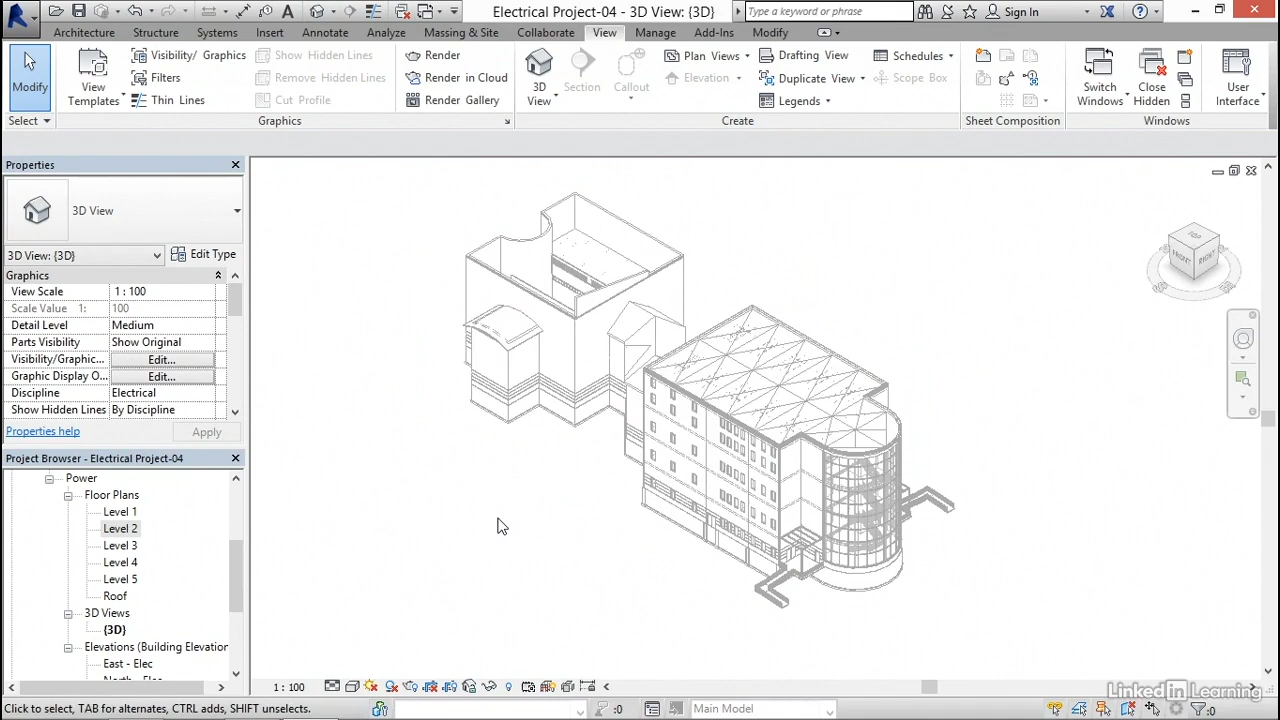 Electrical Project-04 - 3D View: {3D}
Type a keyword or phrase
Sign In
Architecture
Structure
Systems
Insert
Annotate
Analyze
Massing & Site
Collaborate
View
Manage
Add-Ins
Modify
Modify
View
Templates
Visibility/ Graphics
Filters
Thin Lines
Show Hidden Lines
Remove Hidden Lines
Cut Profile
Render
Render in Cloud
Render Gallery
3D
View
Section
Callout
Plan Views
Elevation
Drafting View
Duplicate View
Legends
Schedules
Scope Box
Switch
Windows
Close
Hidden
User
Interface
Select
Graphics
Create
Sheet Composition
Windows
Properties
3D View
3D View: {3D}
Edit Type
Graphics
View Scale 1 : 100
Scale Value 1: 100
Detail Level Medium
Parts Visibility Show Original
Visibility/Graphic... Edit...
Graphic Display O... Edit...
Discipline Electrical
Show Hidden Lines By Discipline
Properties help
Apply
Project Browser - Electrical Project-04
Power
Floor Plans
Level 1
Level 2
Level 3
Level 4
Level 5
Roof
3D Views
{3D}
Elevations (Building Elevation
East - Elec
North - Elec
TOP
FRONT
RIGHT
1 : 100
Click to select, TAB for alternates, CTRL adds, SHIFT unselects.
:0
Main Model
:0
Linked in Learning